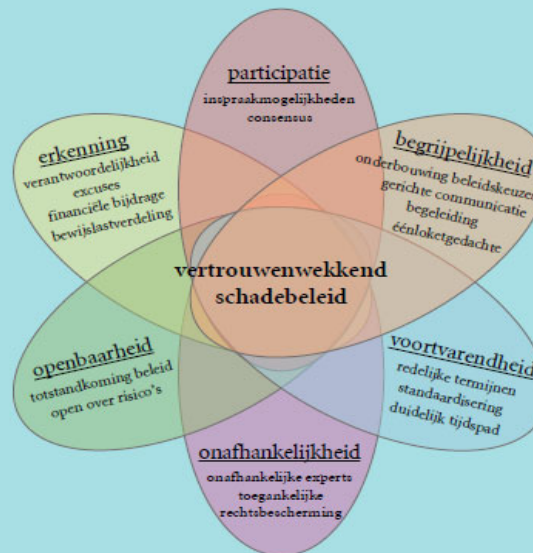 participatie
inspraakmogelijkheden
consensus
erkenning
verantwoordelijkheid
excuses
financiële bijdrage
bewijslastverdeling
begrijpelijkheid
onderbouwing beleidskeuzen
gerichte communicatie
begeleiding
éénloketgedachte
vertrouwenwekkend
schadebeleid
openbaarheid
totstandkoming beleid
open over risico's
voortvarendheid
redelijke termijnen
standaardisering
duidelijk tijdspad
onafhankelijkheid
onafhankelijke experts
toegankelijke
rechtsbescherming